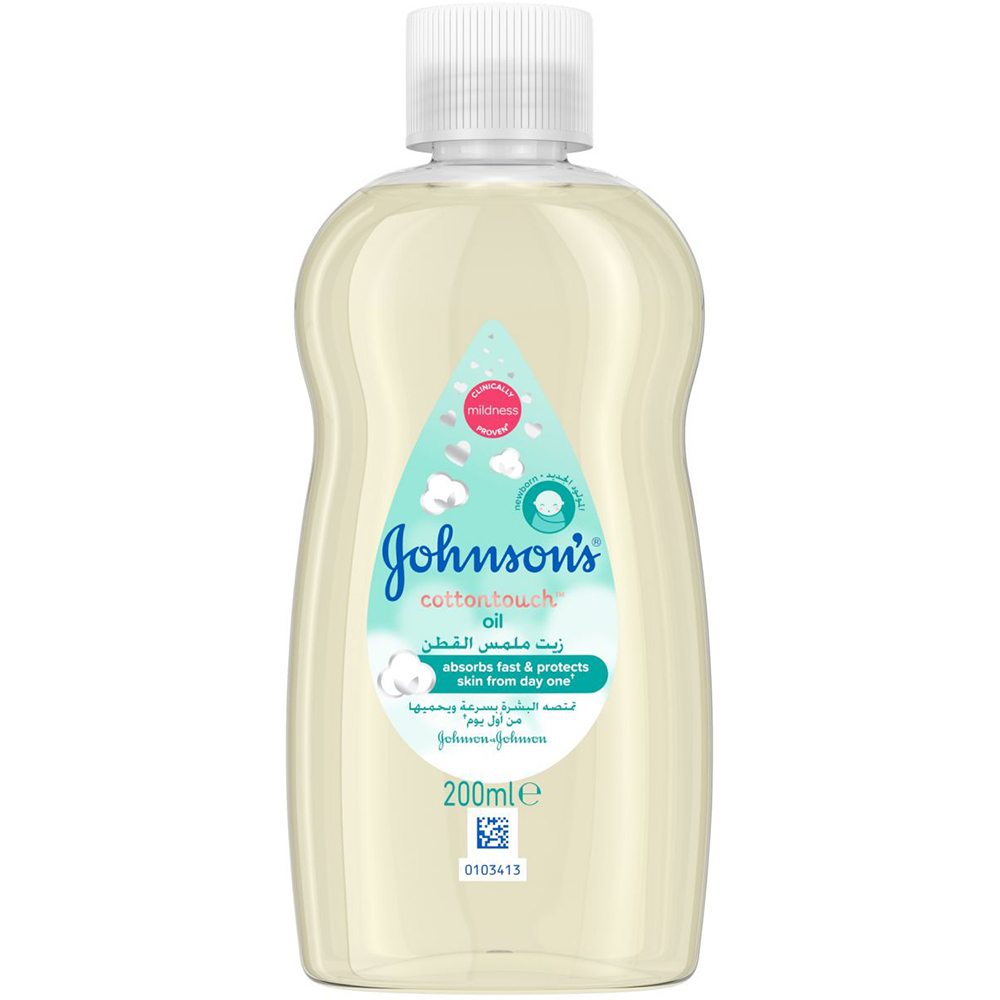 CLINICALLY
mildness
PROVEN®
newborn • المولود الجديد
Johnson's®
cottontouch™
oil
زيت ملمس القطن
absorbs fast & protects
skin from day one†
تمتصه البشرة بسرعة ويحميها
من أول يوم†
Johnson & Johnson
200ml ℮
0103413